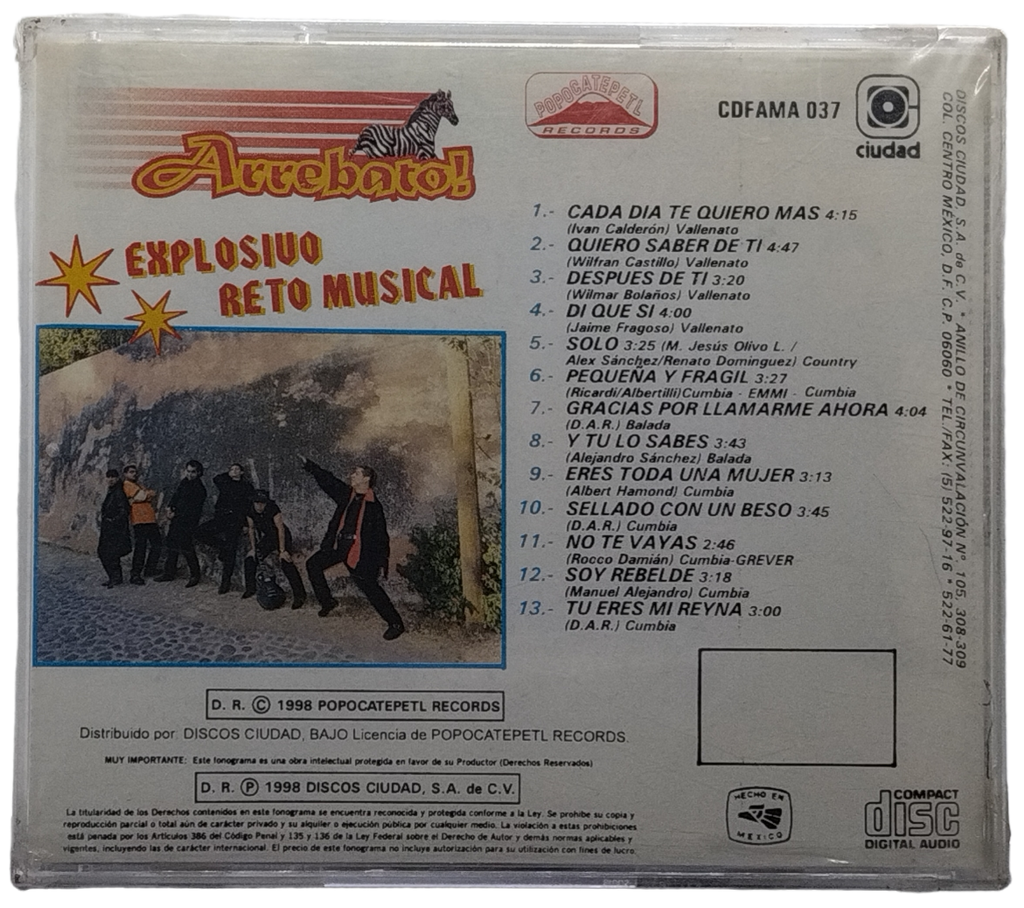 Arrebato!
EXPLOSIVO
RETO MUSICAL
POPOCATEPETL
RECORDS
CDFAMA 037
ciudad
1.- CADA DIA TE QUIERO MAS 4:15
(Ivan Calderón) Vallenato
2.- QUIERO SABER DE TI 4:47
(Wilfran Castillo) Vallenato
3.- DESPUES DE TI 3:20
(Wilmar Bolaños) Vallenato
4.- DI QUE SI 4:00
(Jaime Fragoso) Vallenato
5.- SOLO 3:25 (M. Jesús Olivo L. /
Alex Sánchez/Renato Dominguez) Country
6.- PEQUEÑA Y FRAGIL 3:27
(Ricardi/Albertilli)Cumbia - EMMI - Cumbia
7.- GRACIAS POR LLAMARME AHORA 4:04
(D.A.R.) Balada
8.- Y TU LO SABES 3:43
(Alejandro Sánchez) Balada
9.- ERES TODA UNA MUJER 3:13
(Albert Hamond) Cumbia
10.- SELLADO CON UN BESO 3:45
(D.A.R.) Cumbia
11.- NO TE VAYAS 2:46
(Rocco Damián) Cumbia-GREVER
12.- SOY REBELDE 3:18
(Manuel Alejandro) Cumbia
13.- TU ERES MI REYNA 3:00
(D.A.R.) Cumbia
DISCOS CIUDAD, S.A. de C.V. * ANILLO DE CIRCUNVALACIÓN Nº. 105, 308-309
COL. CENTRO MÉXICO, D.F. C.P. 06060 * TEL./FAX: (5) 522-97-16 * 522-61-77
D. R. © 1998 POPOCATEPETL RECORDS
Distribuido por: DISCOS CIUDAD, BAJO Licencia de POPOCATEPETL RECORDS.
MUY IMPORTANTE: Este fonograma es una obra intelectual protegida en favor de su Productor (Derechos Reservados)
D. R. ℗ 1998 DISCOS CIUDAD, S.A. de C.V.
La titularidad de los Derechos contenidos en este fonograma se encuentra reconocida y protegida conforme a la Ley. Se prohibe su copia y
reproducción parcial o total aún de carácter privado y su alquiler o ejecución pública por cualquier medio. La violación a estas prohibiciones
está penada por los Artículos 386 del Código Penal y 135 y 136 de la Ley Federal sobre el Derecho de Autor y demás normas aplicables y
vigentes, incluyendo las de carácter internacional. El precio de este fonograma no incluye autorización para su utilización con fines de lucro.
HECHO EN
MEXICO
COMPACT
disc
DIGITAL AUDIO